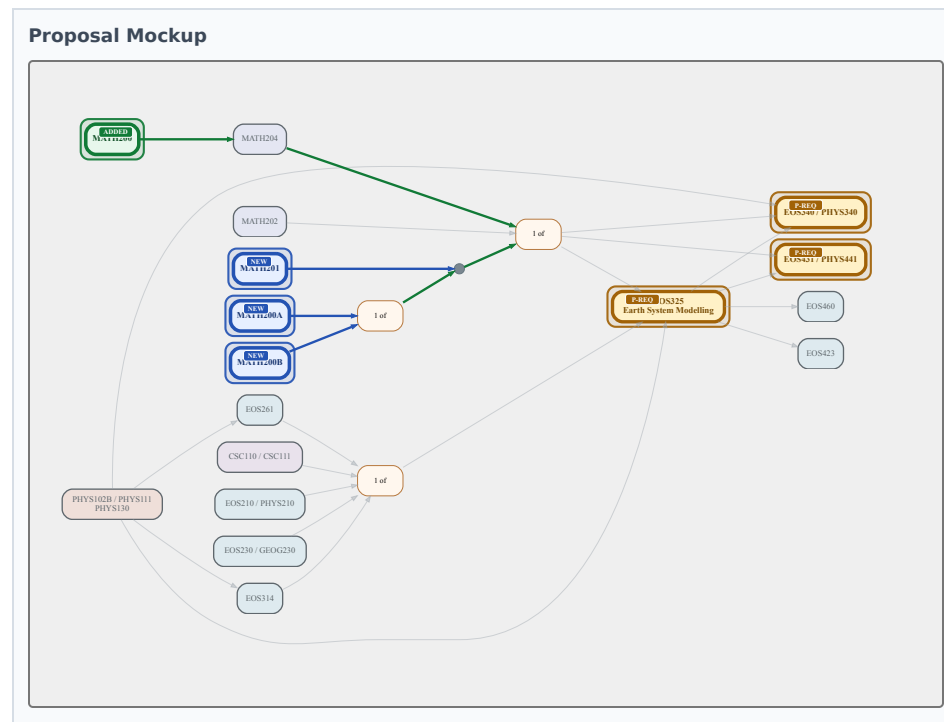 Proposal Mockup
ADDED
MATH204
MATH202
NEW
MATH201
NEW
MATH200A
NEW
MATH200B
1 of
1 of
P-REQ
EOS340 / PHYS340
P-REQ
PHYS441
P-REQ
Earth System Modelling
EOS460
EOS423
EOS261
CSC110 / CSC111
1 of
PHYS102B / PHYS111
PHYS130
EOS210 / PHYS210
EOS230 / GEOG230
EOS314